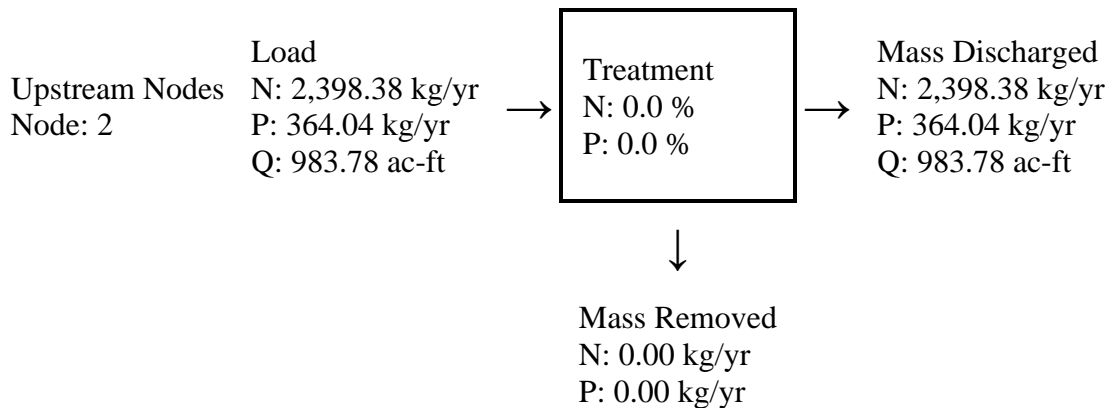 Upstream Nodes
Node: 2
Load
N: 2,398.38 kg/yr
P: 364.04 kg/yr
Q: 983.78 ac-ft
→
Treatment
N: 0.0 %
P: 0.0 %
→
Mass Discharged
N: 2,398.38 kg/yr
P: 364.04 kg/yr
Q: 983.78 ac-ft
↓
Mass Removed
N: 0.00 kg/yr
P: 0.00 kg/yr